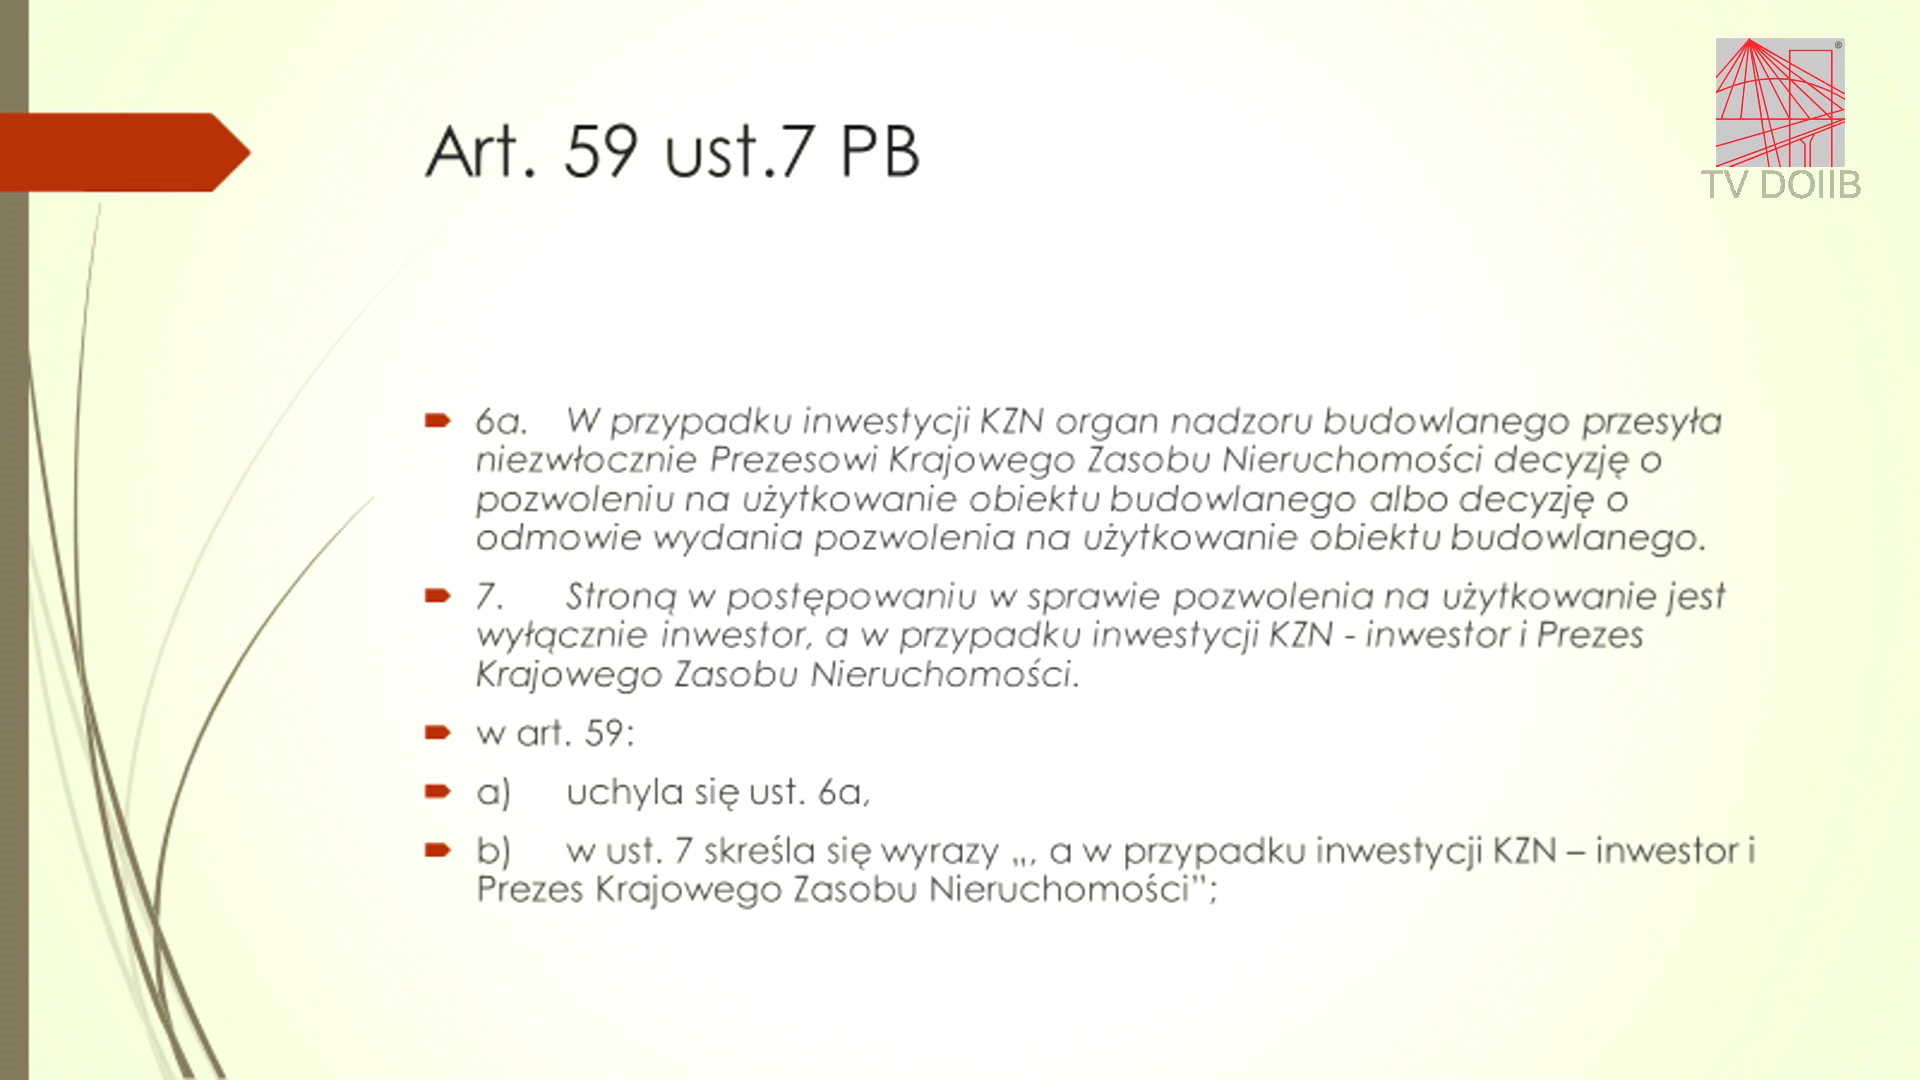 Art. 59 ust.7 PB
®
TV DOIIB
6a. W przypadku inwestycji KZN organ nadzoru budowlanego przesyła
niezwłocznie Prezesowi Krajowego Zasobu Nieruchomości decyzję o
pozwoleniu na użytkowanie obiektu budowlanego albo decyzję o
odmowie wydania pozwolenia na użytkowanie obiektu budowlanego.
7. Stroną w postępowaniu w sprawie pozwolenia na użytkowanie jest
wyłącznie inwestor, a w przypadku inwestycji KZN - inwestor i Prezes
Krajowego Zasobu Nieruchomości.
w art. 59:
a) uchyla się ust. 6a,
b) w ust. 7 skreśla się wyrazy „, a w przypadku inwestycji KZN – inwestor i
Prezes Krajowego Zasobu Nieruchomości”;